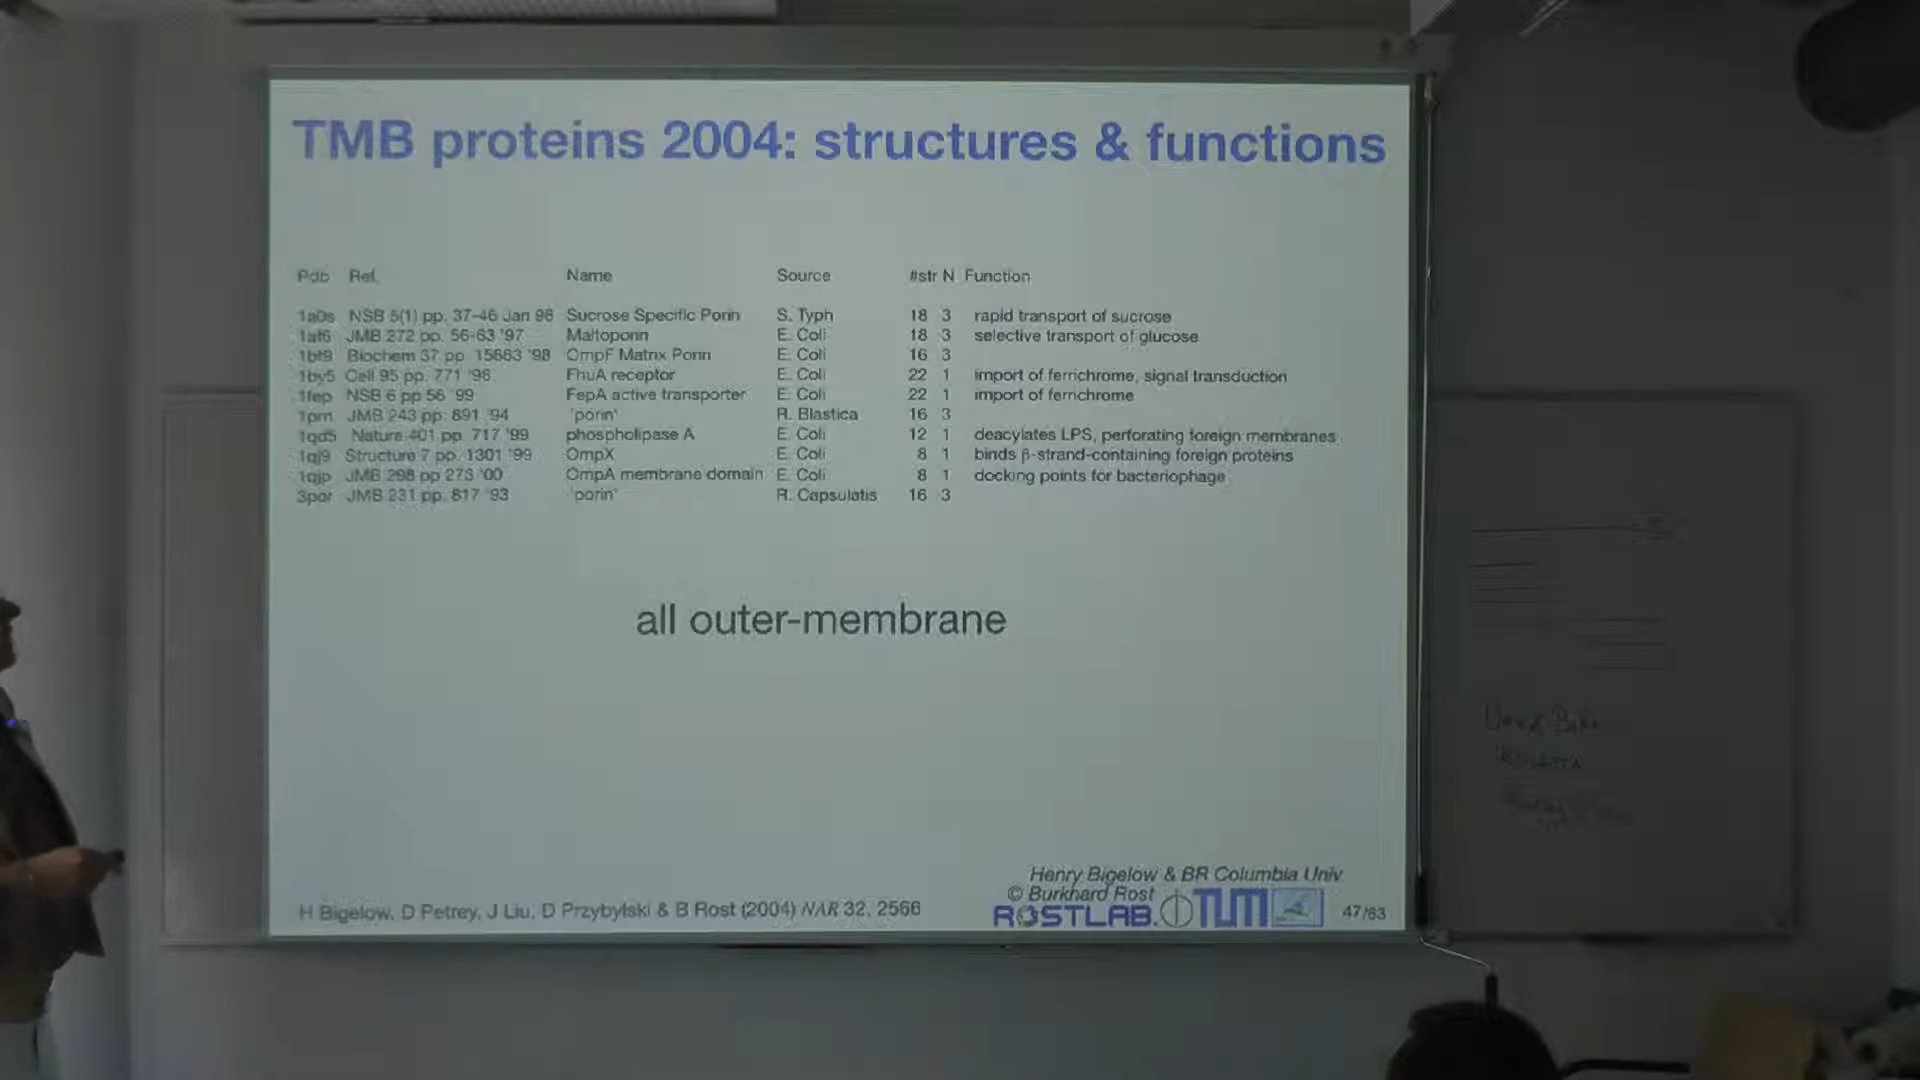 TMB proteins 2004: structures & functions
Pdb Ref. Name Source #str N Function
1a0s NSB 5(1) pp. 37-46 Jan 98 Sucrose Specific Porin S. Typh 18 3 rapid transport of sucrose
1af6 JMB 272 pp. 56-63 '97 Maltoporin E. Coli 18 3 selective transport of glucose
1bt9 Biochem 37 pp. 15663 '98 OmpF Matrix Porin E. Coli 16 3
1by5 Cell 95 pp. 771 '98 FhuA receptor E. Coli 22 1 import of ferrichrome, signal transduction
1fep NSB 6 pp 56 '99 FepA active transporter E. Coli 22 1 import of ferrichrome
1prn JMB 243 pp. 891 '94 'porin' R. Blastica 16 3
1qd5 Nature 401 pp. 717 '99 phospholipase A E. Coli 12 1 deacylates LPS, perforating foreign membranes
1qj9 Structure 7 pp. 1301 '99 OmpX E. Coli 8 1 binds β-strand-containing foreign proteins
1qjp JMB 298 pp 273 '00 OmpA membrane domain E. Coli 8 1 docking points for bacteriophage
3por JMB 231 pp. 817 '93 'porin' R. Capsulatis 16 3
all outer-membrane
Henry Bigelow & BR Columbia Univ
© Burkhard Rost
H Bigelow, D Petrey, J Liu, D Przybylski & B Rost (2004) NAR 32, 2566
ROSTLAB. TUM 47/63